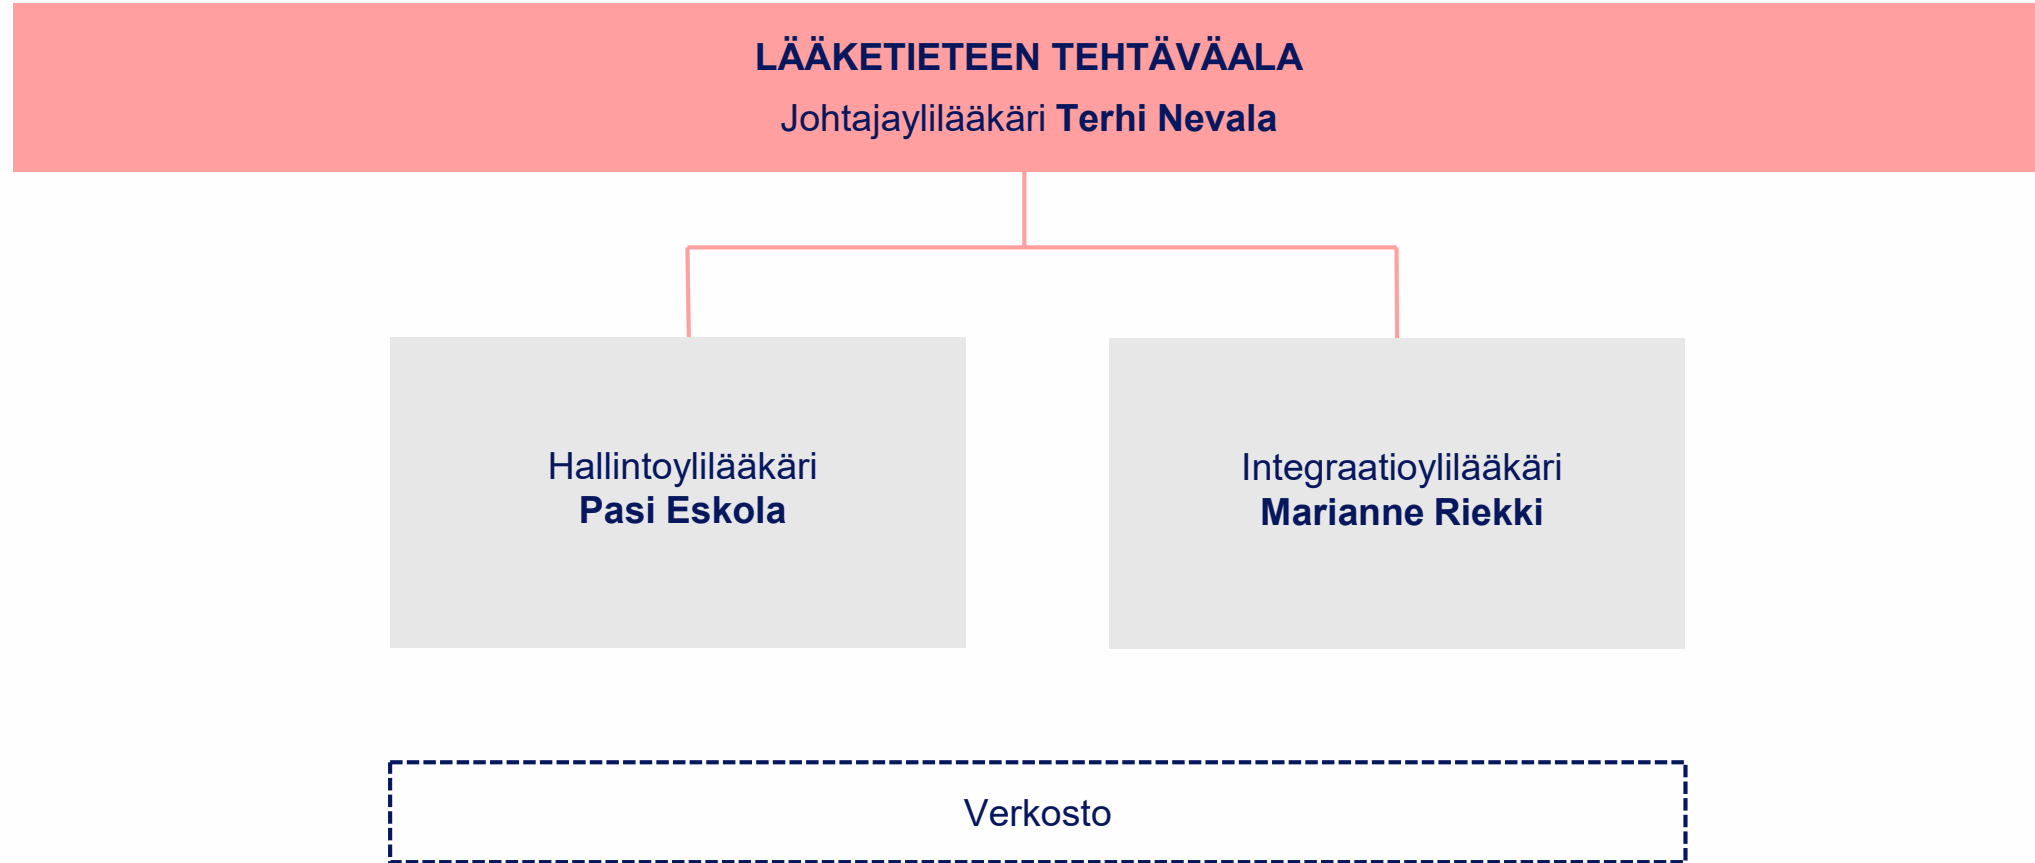 LÄÄKETIETEEN TEHTÄVÄALA
Johtajaylilääkäri Terhi Nevala
Hallintoylilääkäri
Pasi Eskola
Integraatioylilääkäri
Marianne Riekki
Verkosto